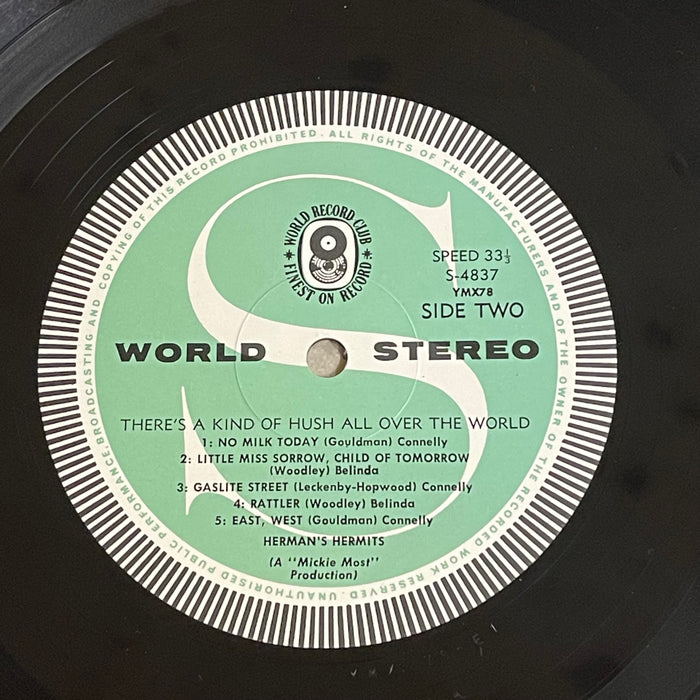 UNAUTHORISED PUBLIC PERFORMANCE, BROADCASTING AND COPYING OF THIS RECORD PROHIBITED. ALL RIGHTS OF THE MANUFACTURERS AND OF THE OWNER OF THE RECORDED WORK RESERVED.
WORLD RECORD CLUB
* FINEST ON RECORD *
SPEED 33⅓
S-4837
YMX78
SIDE TWO
WORLD STEREO
THERE'S A KIND OF HUSH ALL OVER THE WORLD
1: NO MILK TODAY (Gouldman) Connelly
2: LITTLE MISS SORROW, CHILD OF TOMORROW
(Woodley) Belinda
3: GASLITE STREET (Leckenby-Hopwood) Connelly
4: RATTLER (Woodley) Belinda
5: EAST, WEST (Gouldman) Connelly
HERMAN'S HERMITS
(A "Mickie Most"
Production)